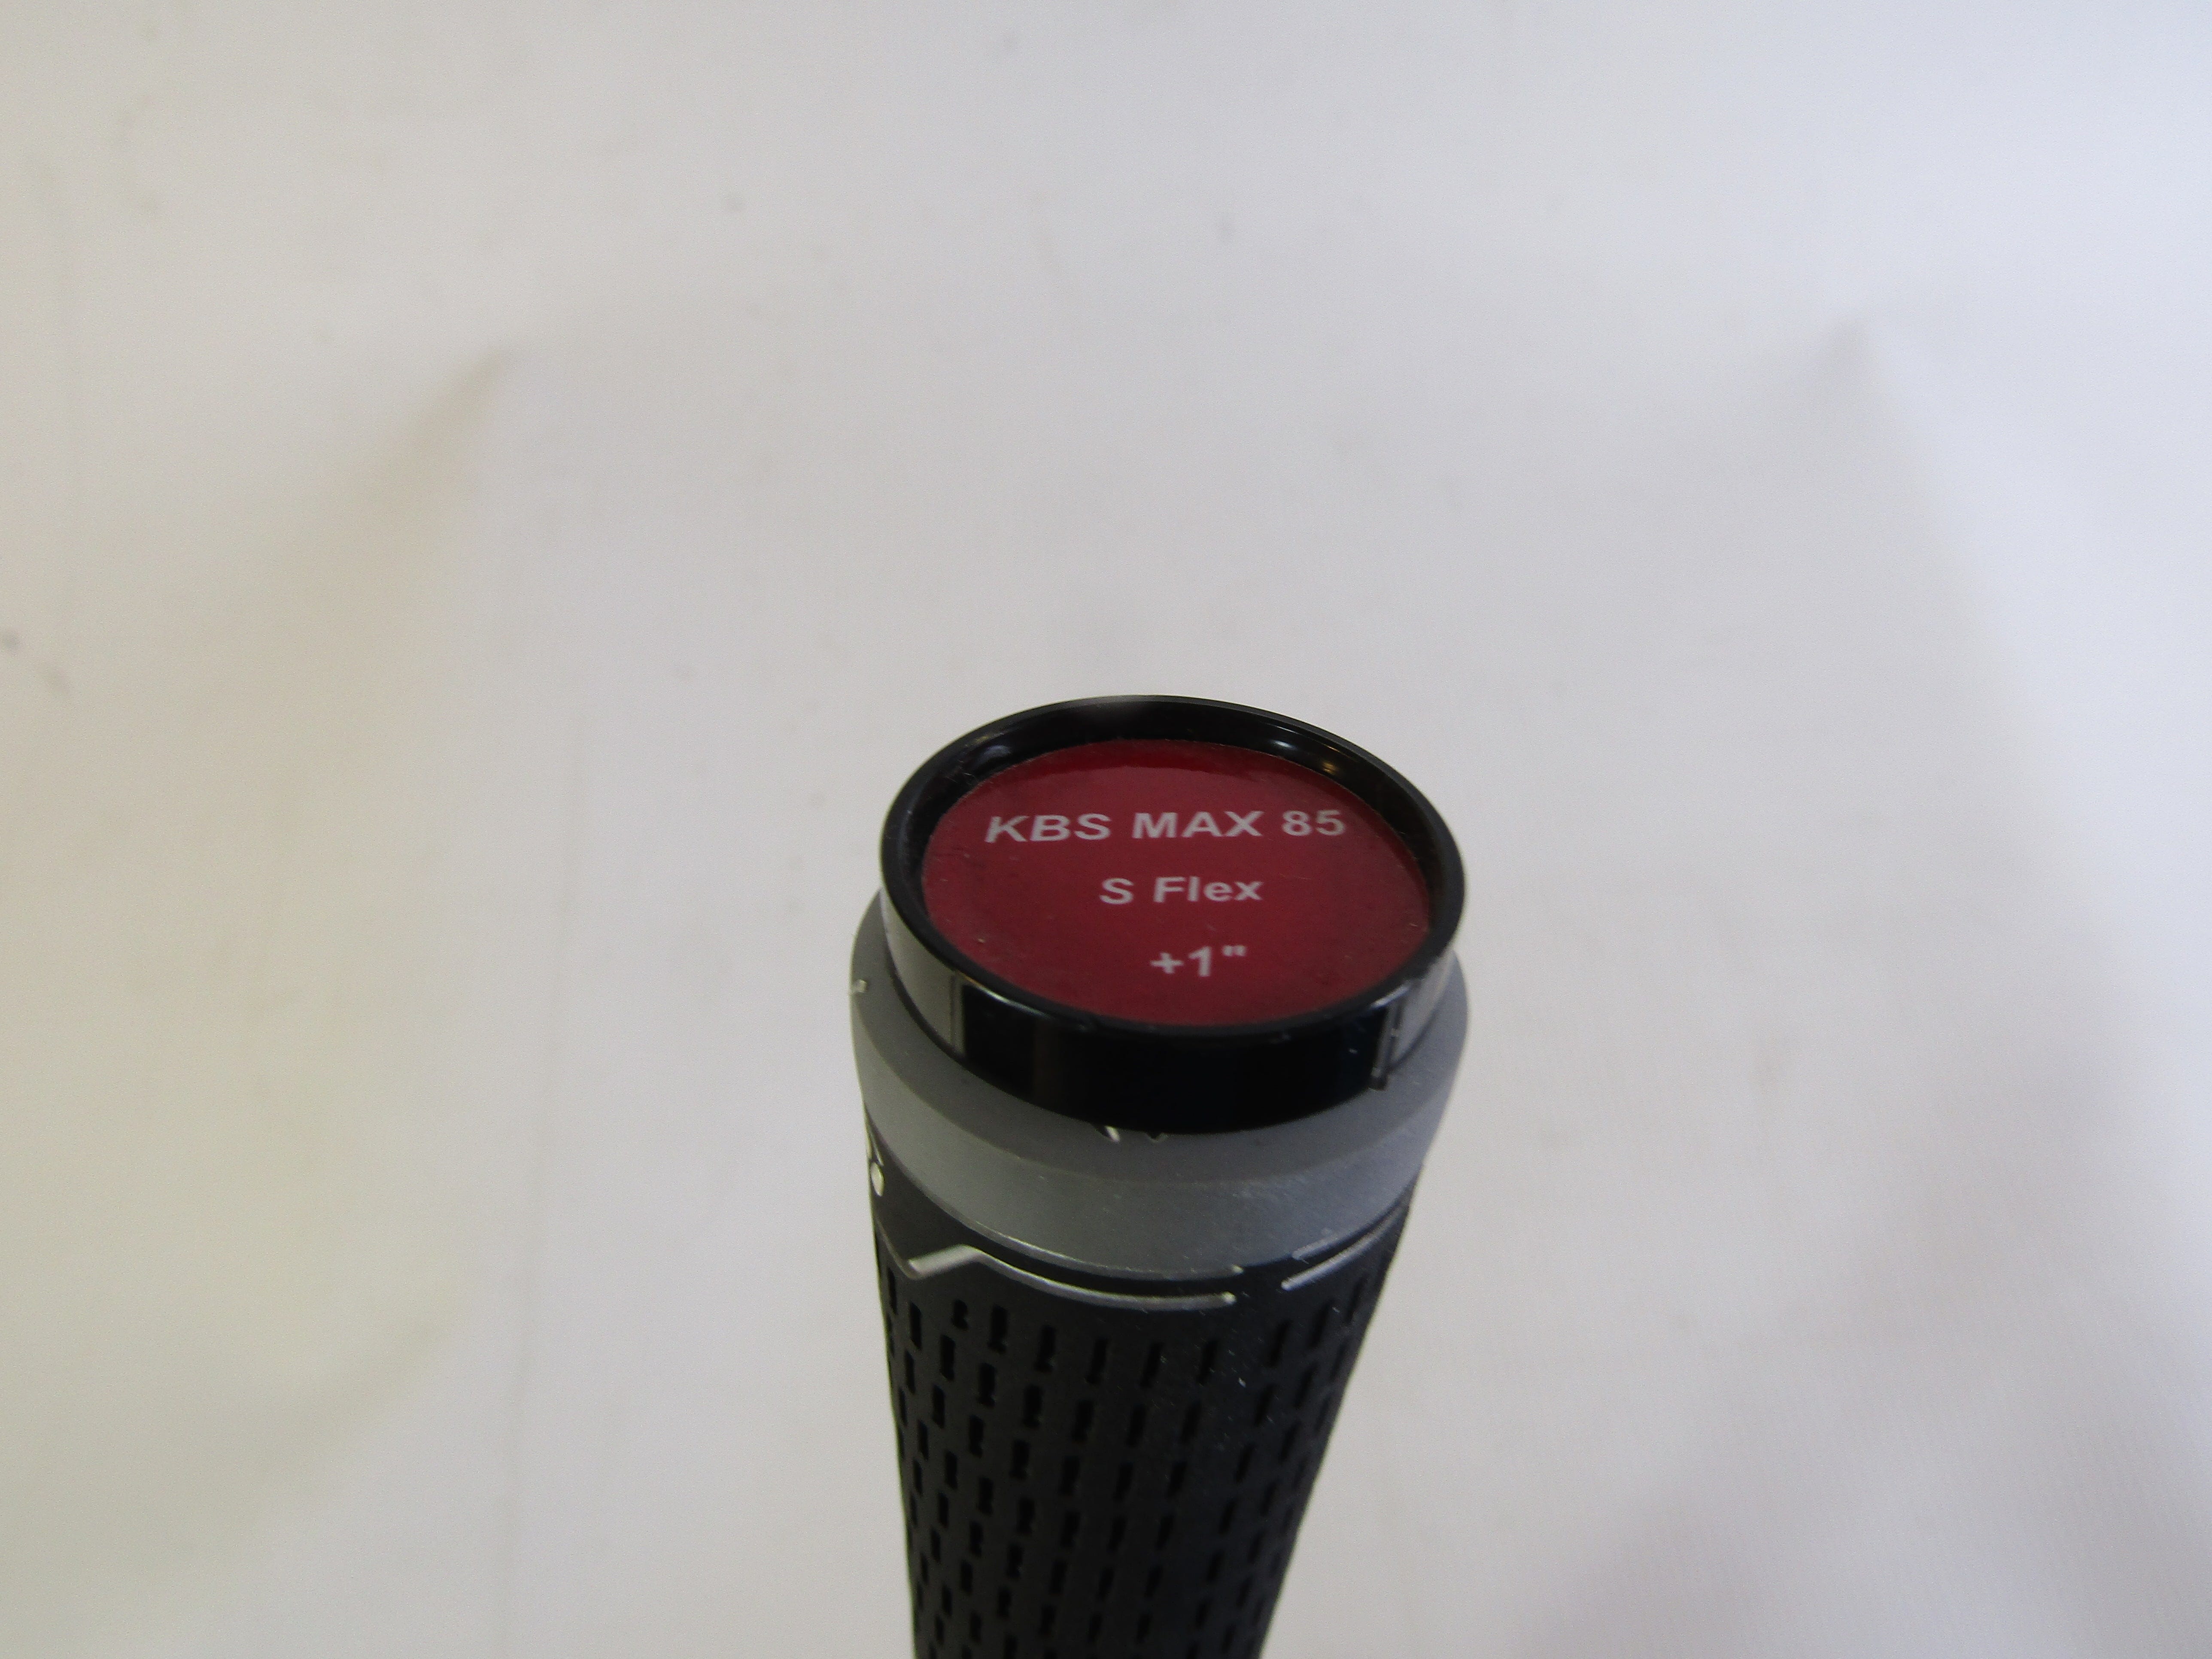 KBS MAX 85
S Flex
+1"